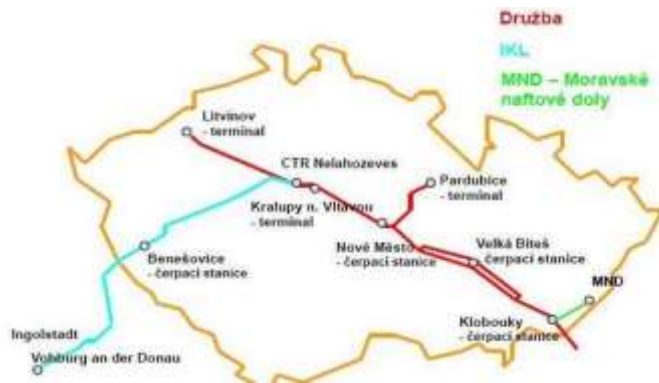 Družba
IKL
MND – Moravské
naftové doly
Litvínov
- terminal
CTR Nelahozeves
Kralupy n. Vltavou
- terminal
Pardubice
- terminal
Nové Město
- čerpací stanice
Velká Bíteš
- čerpací stanice
Benešovice
- čerpací stanice
MND
Klobouky
- čerpací stanice
Ingolstadt
Vohburg an der Donau